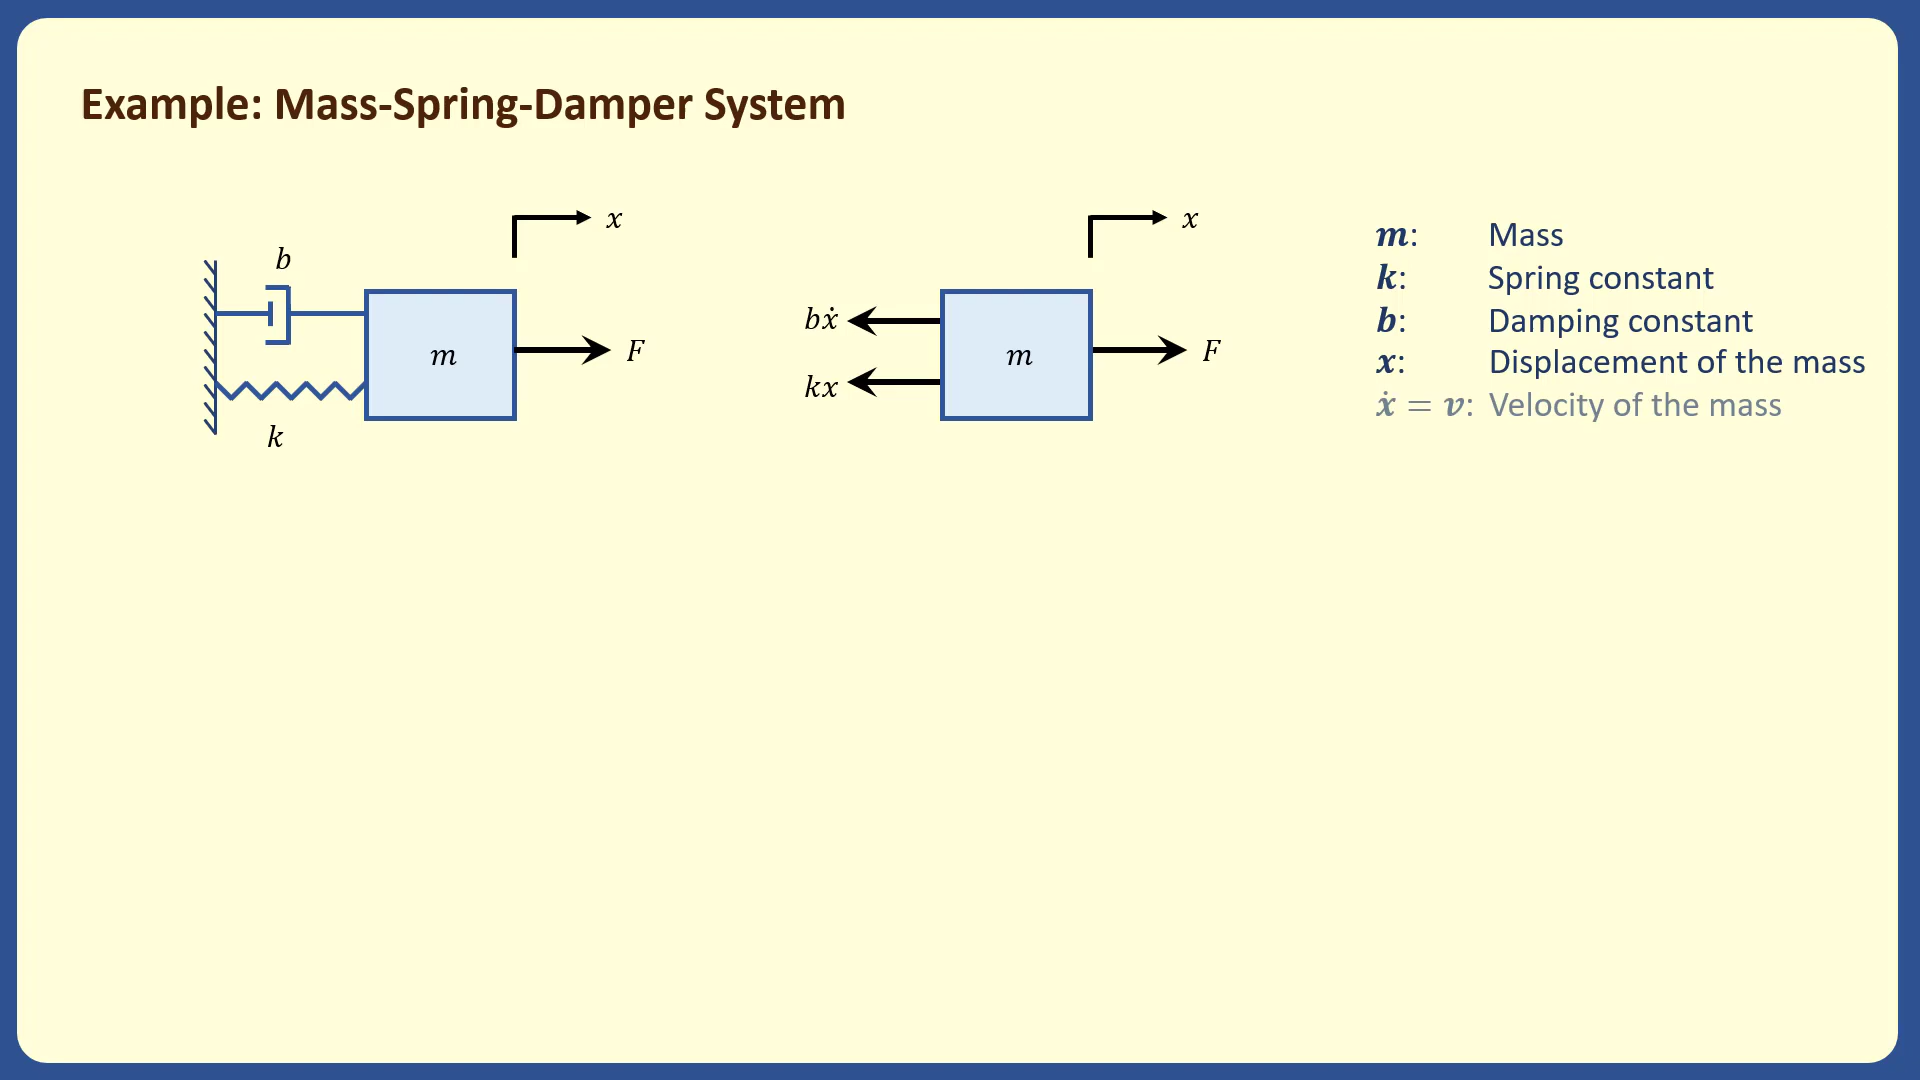 Example: Mass-Spring-Damper System
x
b
m
F
k
x
bẋ
kx
m
F
m: Mass
k: Spring constant
b: Damping constant
x: Displacement of the mass
ẋ = v: Velocity of the mass